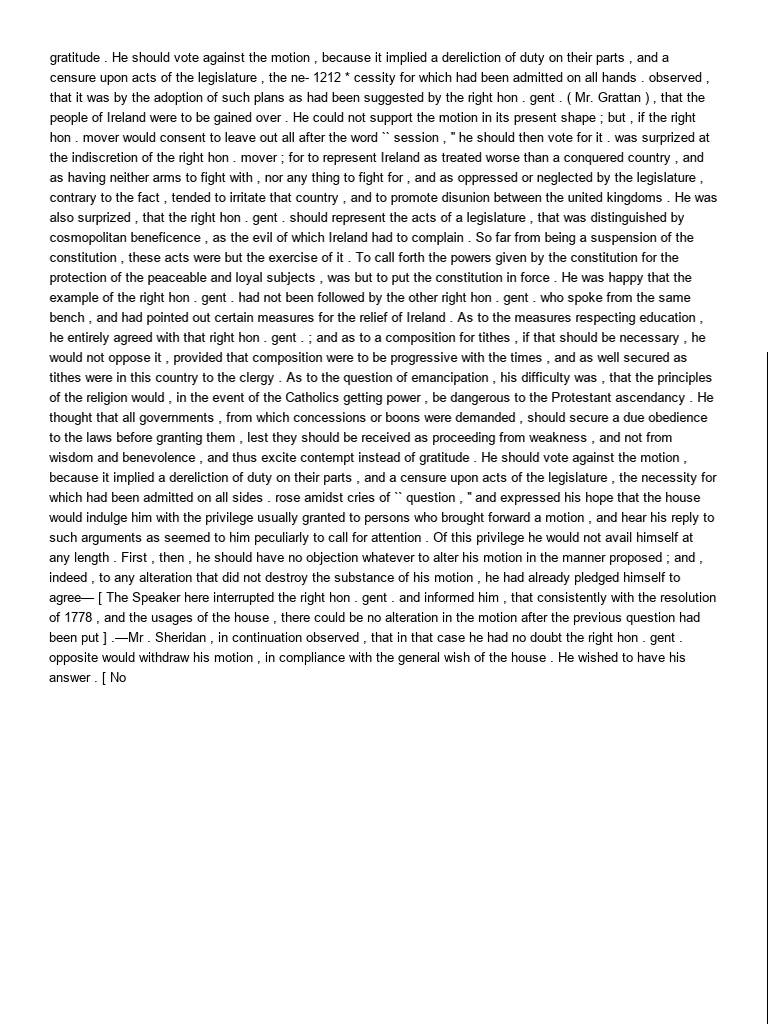 gratitude . He should vote against the motion , because it implied a dereliction of duty on their parts , and a
censure upon acts of the legislature , the ne- 1212 * cessity for which had been admitted on all hands . observed ,
that it was by the adoption of such plans as had been suggested by the right hon . gent . ( Mr. Grattan ) , that the
people of Ireland were to be gained over . He could not support the motion in its present shape ; but , if the right
hon . mover would consent to leave out all after the word `` session , " he should then vote for it . was surprized at
the indiscretion of the right hon . mover ; for to represent Ireland as treated worse than a conquered country , and
as having neither arms to fight with , nor any thing to fight for , and as oppressed or neglected by the legislature ,
contrary to the fact , tended to irritate that country , and to promote disunion between the united kingdoms . He was
also surprized , that the right hon . gent . should represent the acts of a legislature , that was distinguished by
cosmopolitan beneficence , as the evil of which Ireland had to complain . So far from being a suspension of the
constitution , these acts were but the exercise of it . To call forth the powers given by the constitution for the
protection of the peaceable and loyal subjects , was but to put the constitution in force . He was happy that the
example of the right hon . gent . had not been followed by the other right hon . gent . who spoke from the same
bench , and had pointed out certain measures for the relief of Ireland . As to the measures respecting education ,
he entirely agreed with that right hon . gent . ; and as to a composition for tithes , if that should be necessary , he
would not oppose it , provided that composition were to be progressive with the times , and as well secured as
tithes were in this country to the clergy . As to the question of emancipation , his difficulty was , that the principles
of the religion would , in the event of the Catholics getting power , be dangerous to the Protestant ascendancy . He
thought that all governments , from which concessions or boons were demanded , should secure a due obedience
to the laws before granting them , lest they should be received as proceeding from weakness , and not from
wisdom and benevolence , and thus excite contempt instead of gratitude . He should vote against the motion ,
because it implied a dereliction of duty on their parts , and a censure upon acts of the legislature , the necessity for
which had been admitted on all sides . rose amidst cries of `` question , " and expressed his hope that the house
would indulge him with the privilege usually granted to persons who brought forward a motion , and hear his reply to
such arguments as seemed to him peculiarly to call for attention . Of this privilege he would not avail himself at
any length . First , then , he should have no objection whatever to alter his motion in the manner proposed ; and ,
indeed , to any alteration that did not destroy the substance of his motion , he had already pledged himself to
agree— [ The Speaker here interrupted the right hon . gent . and informed him , that consistently with the resolution
of 1778 , and the usages of the house , there could be no alteration in the motion after the previous question had
been put ] .—Mr . Sheridan , in continuation observed , that in that case he had no doubt the right hon . gent .
opposite would withdraw his motion , in compliance with the general wish of the house . He wished to have his
answer . [ No